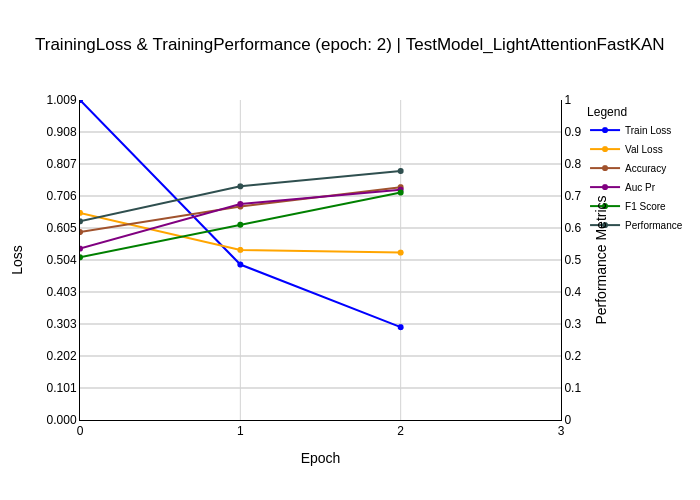 TrainingLoss & TrainingPerformance (epoch: 2) | TestModel_LightAttentionFastKAN
1.009
0.908
0.807
0.706
0.605
0.504
0.403
0.303
0.202
0.101
0.000
Loss
0
1
2
3
Epoch
1
0.9
0.8
0.7
0.6
0.5
0.4
0.3
0.2
0.1
0
Performance Metrics
Legend
Train Loss
Val Loss
Accuracy
Auc Pr
F1 Score
Performance